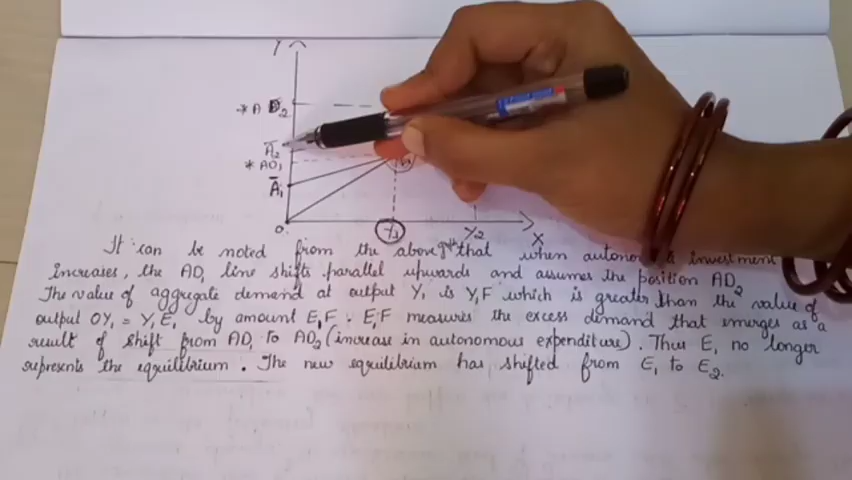 Y
*AD2
A̅2
*AD1
A̅1
O
Y1
Y2
X
It can be noted from the above that when investment
increases, the AD1 line shifts parallel upwards and assumes the position AD2
The value of aggregate demand at output Y1 is Y1F which is greater than the value of
output OY1 = Y1E1 by amount E1F. E1F measures the excess demand that emerges as a
result of shift from AD1 to AD2 (increase in autonomous expenditure). Thus E1 no longer
represents the equilibrium. The new equilibrium has shifted from E1 to E2.